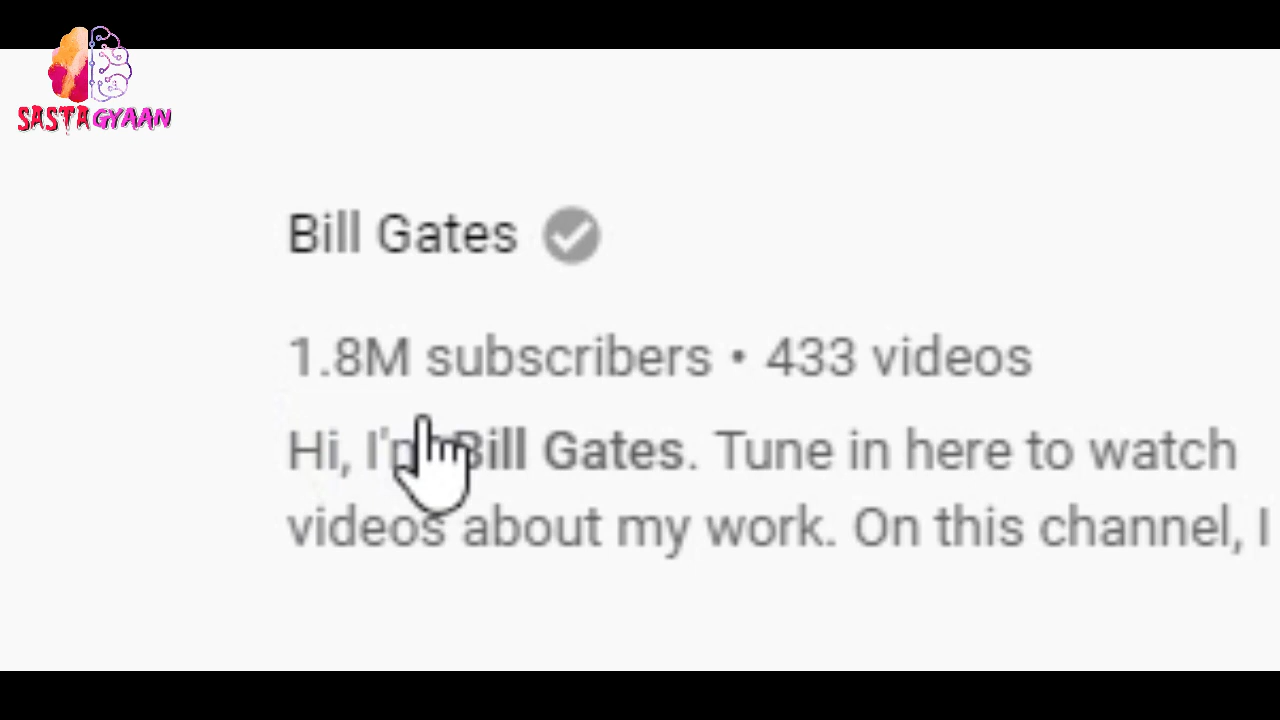 SASTA GYAAN
Bill Gates
1.8M subscribers • 433 videos
Hi, I'm Bill Gates. Tune in here to watch
videos about my work. On this channel, I